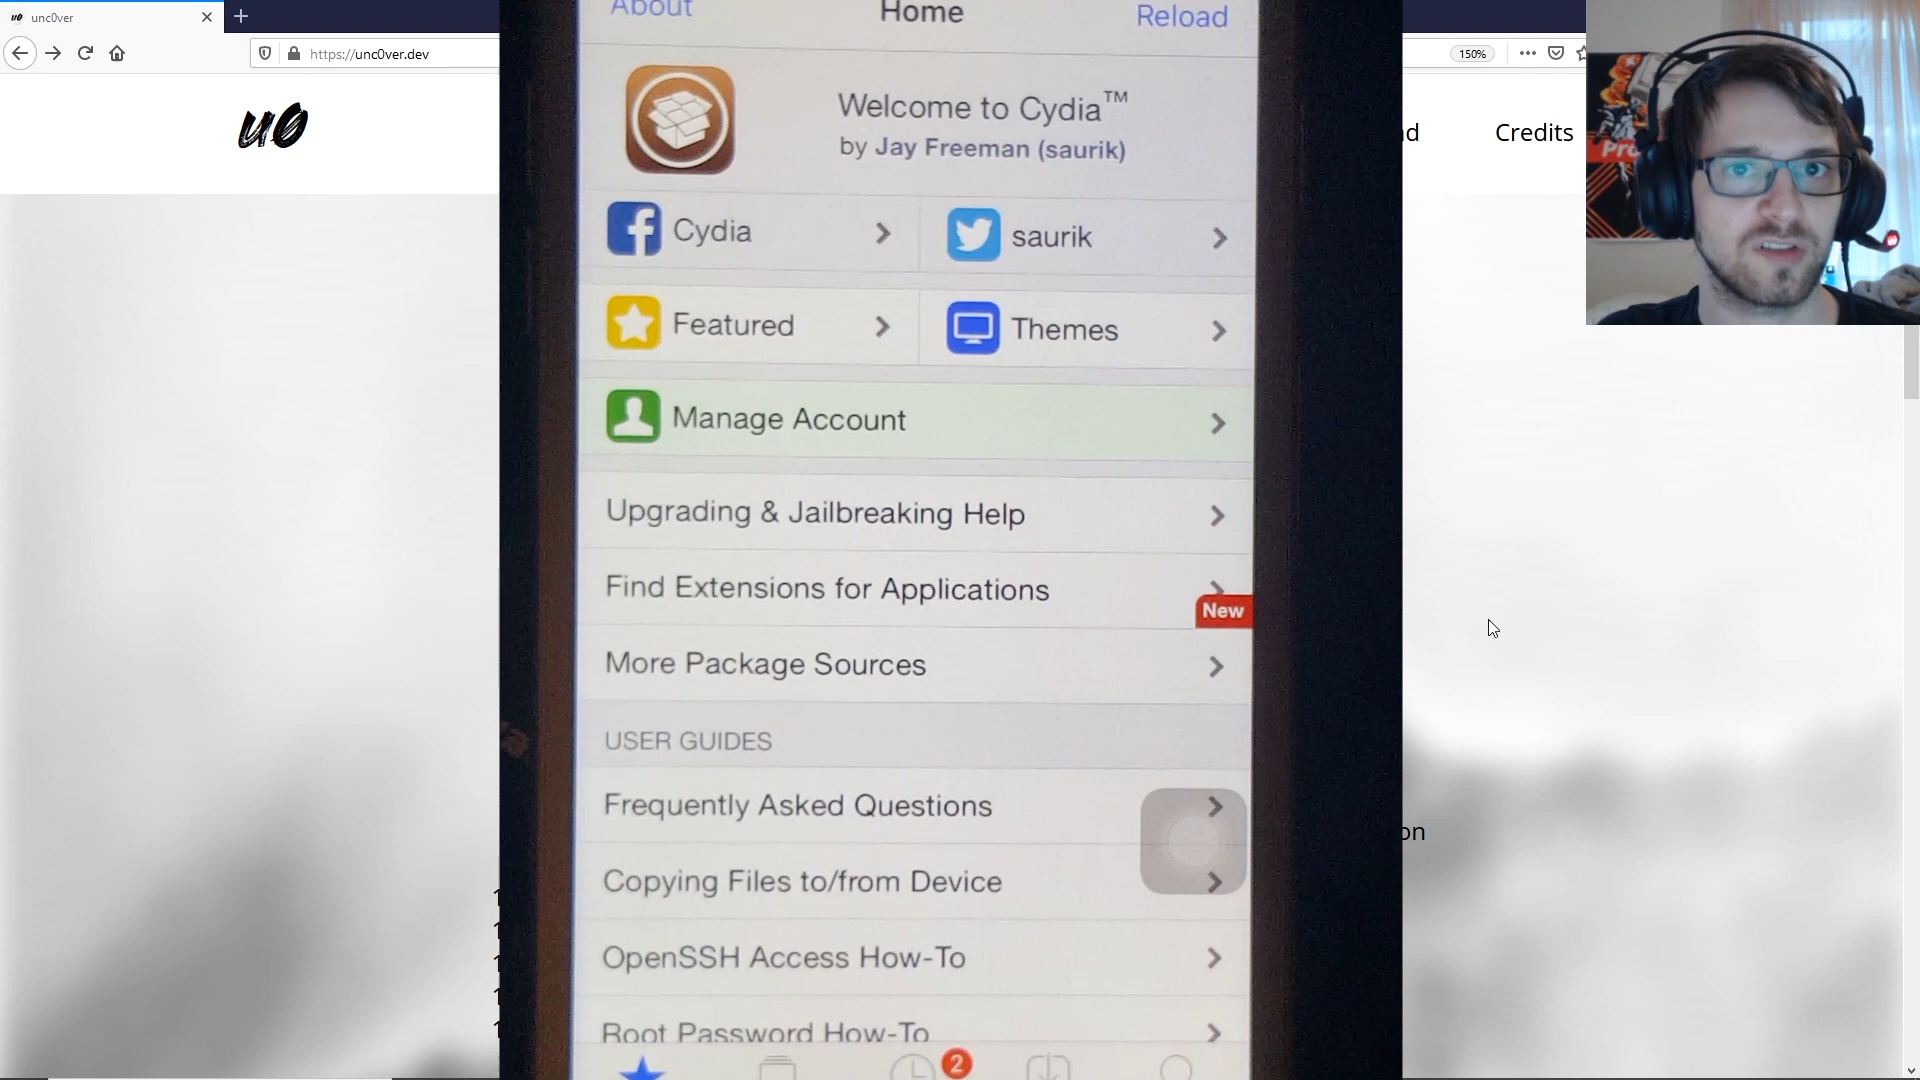 unc0ver
https://unc0ver.dev
150%
u0
Credits
About
Home
Reload
Welcome to Cydia™
by Jay Freeman (saurik)
Cydia
saurik
Featured
Themes
Manage Account
Upgrading & Jailbreaking Help
Find Extensions for Applications
New
More Package Sources
USER GUIDES
Frequently Asked Questions
Copying Files to/from Device
OpenSSH Access How-To
Root Password How-To
2